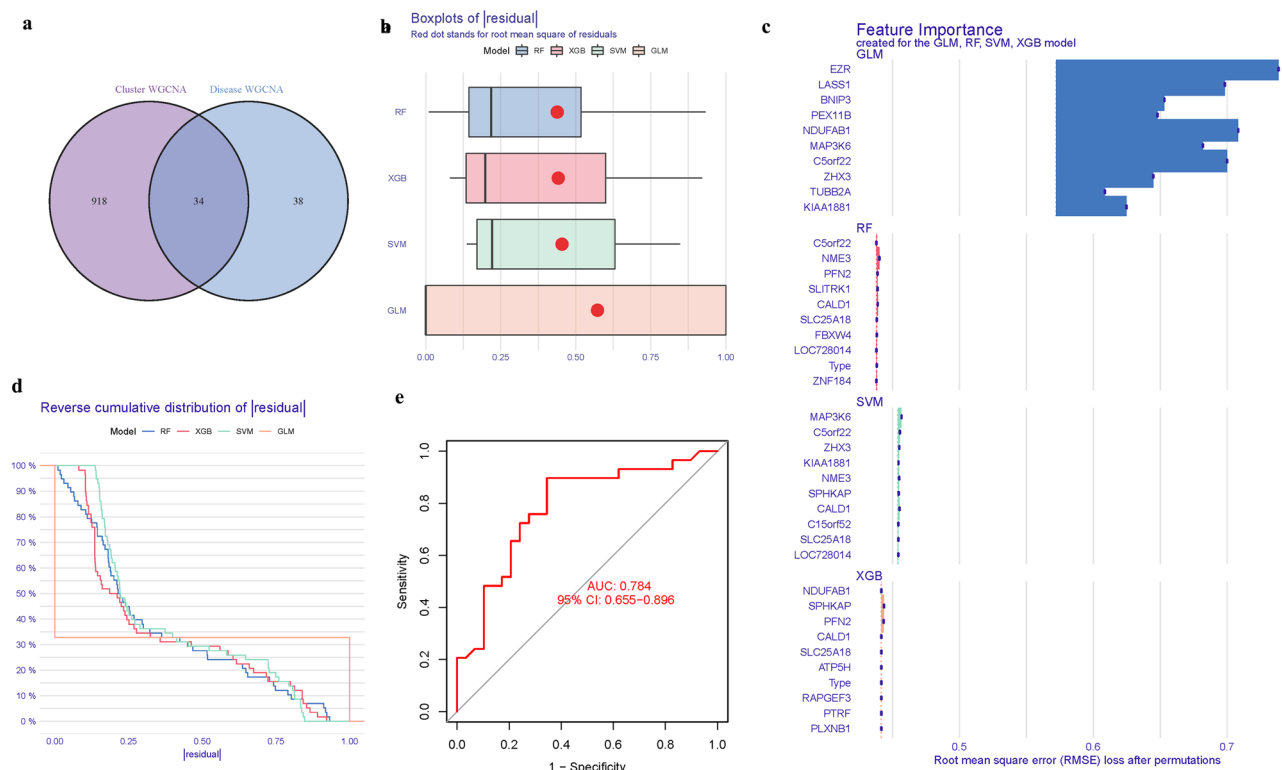 a
Cluster WGCNA
Disease WGCNA
918
34
38
b
Boxplots of |residual|
Red dot stands for root mean square of residuals
Model RF XGB SVM GLM
RF
XGB
SVM
GLM
0.00 0.25 0.50 0.75 1.00
c
Feature Importance
created for the GLM, RF, SVM, XGB model
GLM
EZR
LASS1
BNIP3
PEX11B
NDUFAB1
MAP3K6
C5orf22
ZHX3
TUBB2A
KIAA1881
RF
C5orf22
NME3
PFN2
SLITRK1
CALD1
SLC25A18
FBXW4
LOC728014
Type
ZNF184
SVM
MAP3K6
C5orf22
ZHX3
KIAA1881
NME3
SPHKAP
CALD1
C15orf52
SLC25A18
LOC728014
XGB
NDUFAB1
SPHKAP
PFN2
CALD1
SLC25A18
ATP5H
Type
RAPGEF3
PTRF
PLXNB1
0.5 0.6 0.7
Root mean square error (RMSE) loss after permutations
d
Reverse cumulative distribution of |residual|
Model RF XGB SVM GLM
100 %
90 %
80 %
70 %
60 %
50 %
40 %
30 %
20 %
10 %
0 %
0.00 0.25 0.50 0.75 1.00
|residual|
e
Sensitivity
1.0
0.8
0.6
0.4
0.2
0.0
AUC: 0.784
95% CI: 0.655–0.896
0.0 0.2 0.4 0.6 0.8 1.0
1 − Specificity